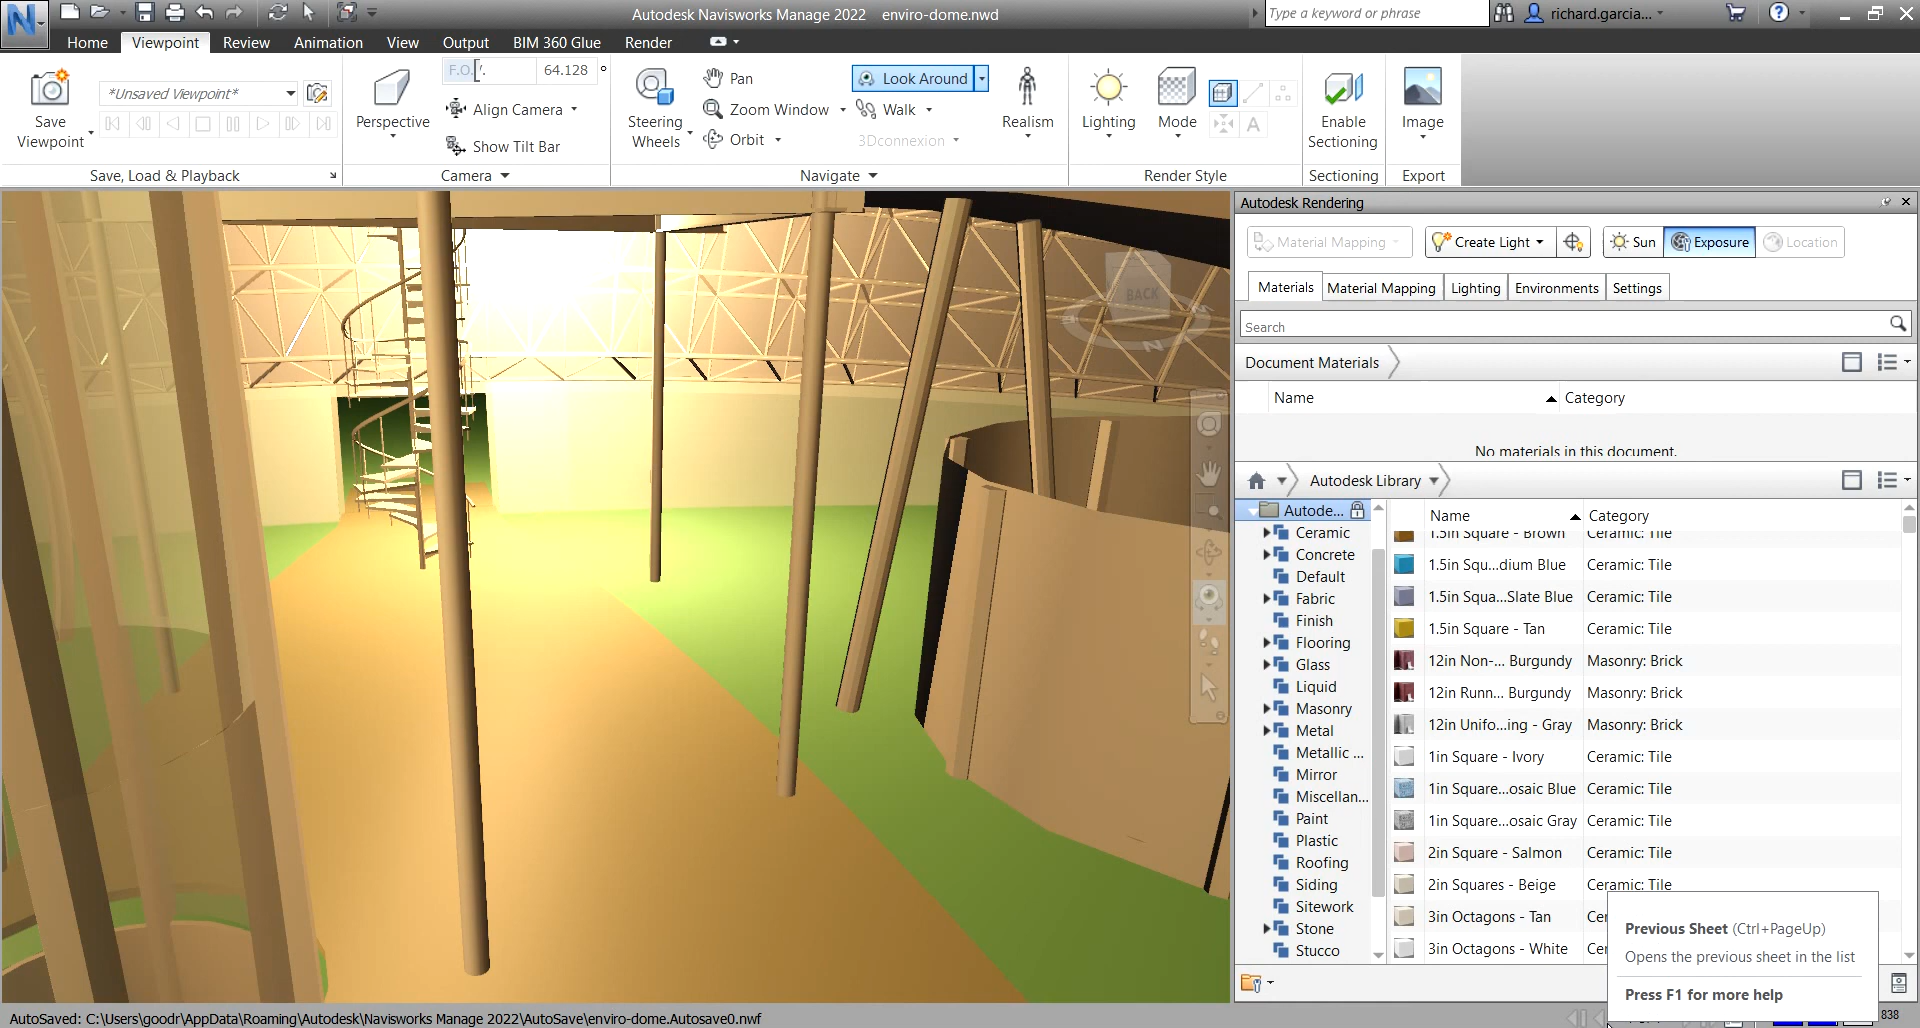 Autodesk Navisworks Manage 2022 enviro-dome.nwd
Type a keyword or phrase
richard.garcia...
Home Viewpoint Review Animation View Output BIM 360 Glue Render
Save Viewpoint
*Unsaved Viewpoint*
Save, Load & Playback
Perspective
F.O. 64.128 °
Align Camera
Show Tilt Bar
Camera
Steering Wheels
Pan
Zoom Window
Orbit
Look Around
Walk
3Dconnexion
Navigate
Realism
Lighting
Mode
A
Render Style
Enable Sectioning
Sectioning
Image
Export
BACK
N
Autodesk Rendering
Material Mapping Create Light Sun Exposure Location
Materials Material Mapping Lighting Environments Settings
Search
Document Materials
Name Category
No materials in this document.
Autodesk Library
Autode...
Ceramic
Concrete
Default
Fabric
Finish
Flooring
Glass
Liquid
Masonry
Metal
Metallic ...
Mirror
Miscellan...
Paint
Plastic
Roofing
Siding
Sitework
Stone
Stucco
Name Category
1.5in Square - Brown Ceramic: Tile
1.5in Squ...dium Blue Ceramic: Tile
1.5in Squa...Slate Blue Ceramic: Tile
1.5in Square - Tan Ceramic: Tile
12in Non-... Burgundy Masonry: Brick
12in Runn... Burgundy Masonry: Brick
12in Unifo...ing - Gray Masonry: Brick
1in Square - Ivory Ceramic: Tile
1in Square...osaic Blue Ceramic: Tile
1in Square...osaic Gray Ceramic: Tile
2in Square - Salmon Ceramic: Tile
2in Squares - Beige Ceramic: Tile
3in Octagons - Tan Cer
3in Octagons - White Cer
Previous Sheet (Ctrl+PageUp)
Opens the previous sheet in the list
Press F1 for more help
AutoSaved: C:\Users\goodr\AppData\Roaming\Autodesk\Navisworks Manage 2022\AutoSave\enviro-dome.Autosave0.nwf
838